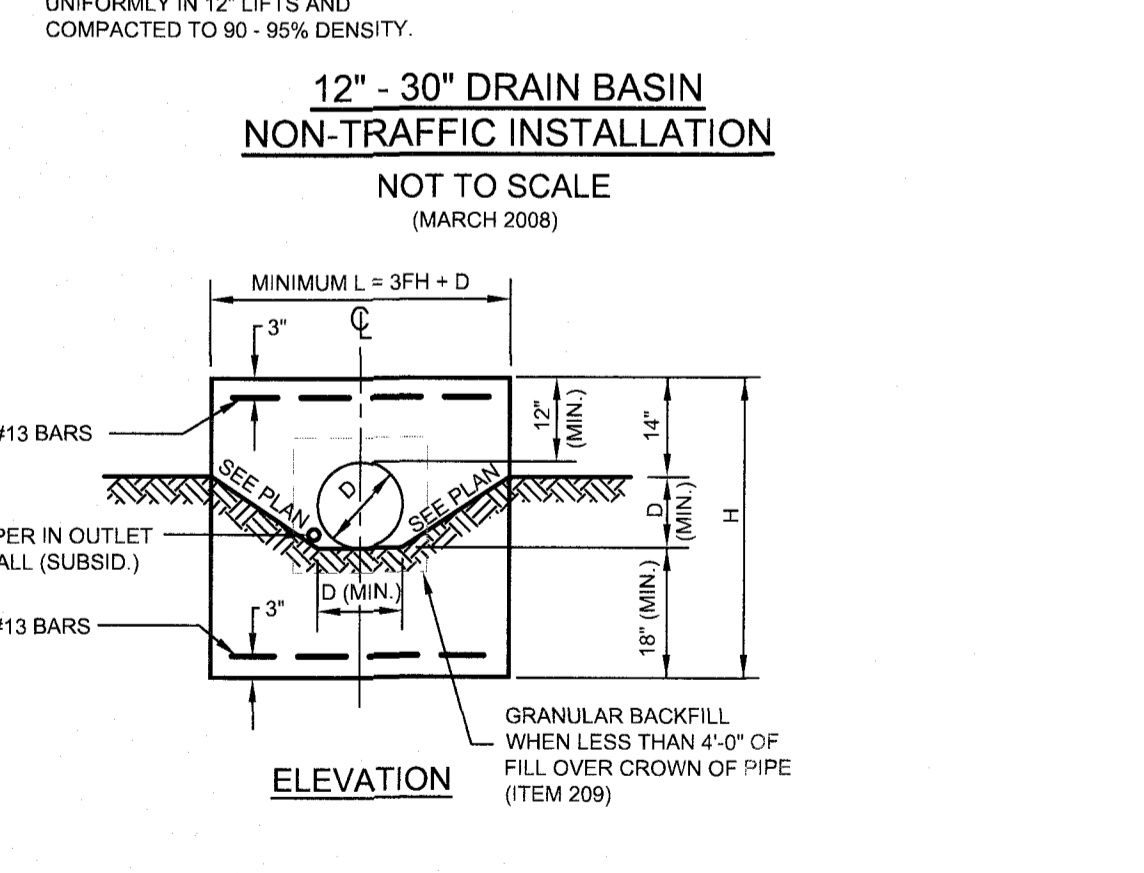 UNIFORMLY IN 12" LIFTS AND
COMPACTED TO 90 - 95% DENSITY.
12" - 30" DRAIN BASIN
NON-TRAFFIC INSTALLATION
NOT TO SCALE
(MARCH 2008)
MINIMUM L = 3FH + D
3"
℄
#13 BARS
12"
(MIN.)
14"
SEE PLAN
D
SEE PLAN
D
(MIN.)
H
PER IN OUTLET
ALL (SUBSID.)
D (MIN.)
18" (MIN.)
3"
#13 BARS
GRANULAR BACKFILL
WHEN LESS THAN 4'-0" OF
FILL OVER CROWN OF PIPE
(ITEM 209)
ELEVATION